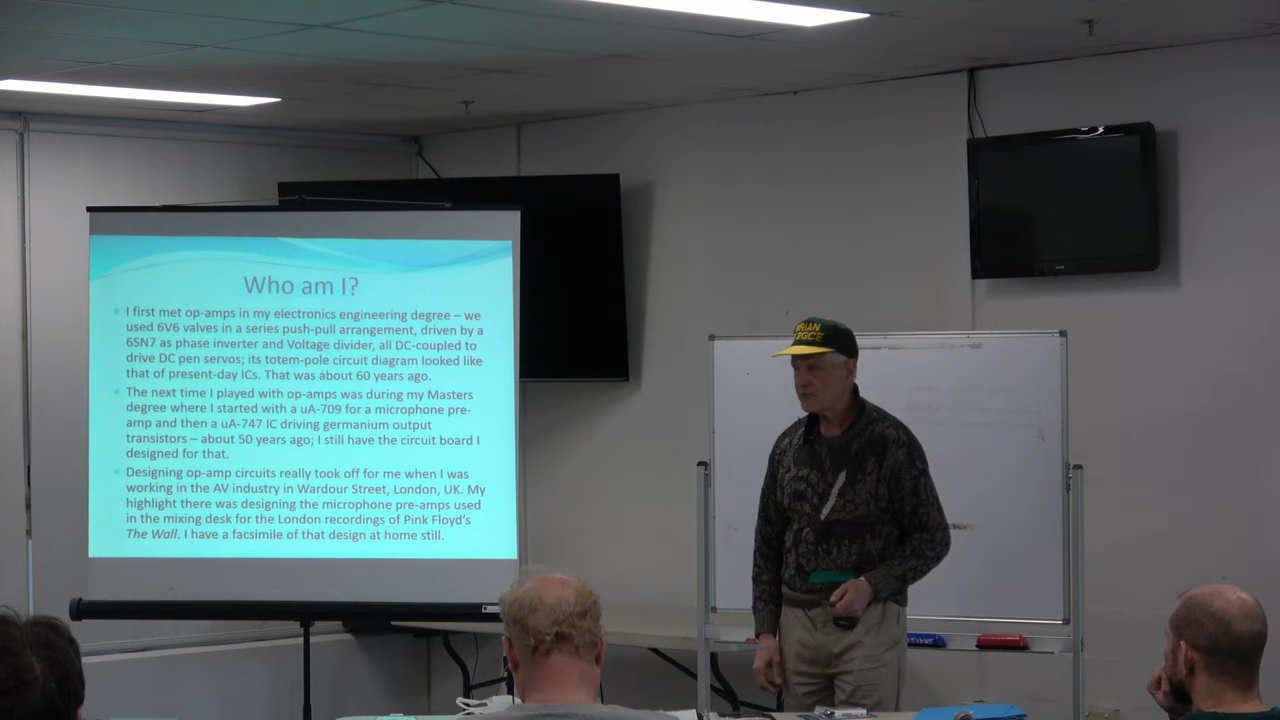 Who am I?
I first met op-amps in my electronics engineering degree – we
used 6V6 valves in a series push-pull arrangement, driven by a
6SN7 as phase inverter and Voltage divider, all DC-coupled to
drive DC pen servos; its totem-pole circuit diagram looked like
that of present-day ICs. That was about 60 years ago.
The next time I played with op-amps was during my Masters
degree where I started with a uA-709 for a microphone pre-
amp and then a uA-747 IC driving germanium output
transistors – about 50 years ago; I still have the circuit board I
designed for that.
Designing op-amp circuits really took off for me when I was
working in the AV industry in Wardour Street, London, UK. My
highlight there was designing the microphone pre-amps used
in the mixing desk for the London recordings of Pink Floyd's
The Wall. I have a facsimile of that design at home still.